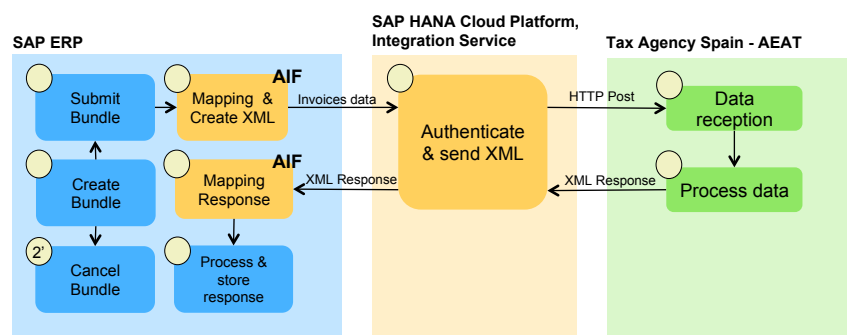 SAP ERP
SAP HANA Cloud Platform,
Integration Service
Tax Agency Spain - AEAT
AIF
Submit
Bundle
Mapping &
Create XML
Invoices data
Authenticate
& send XML
HTTP Post
Data
reception
AIF
Create
Bundle
Mapping
Response
XML Response
XML Response
Process data
2'
Cancel
Bundle
Process &
store
response